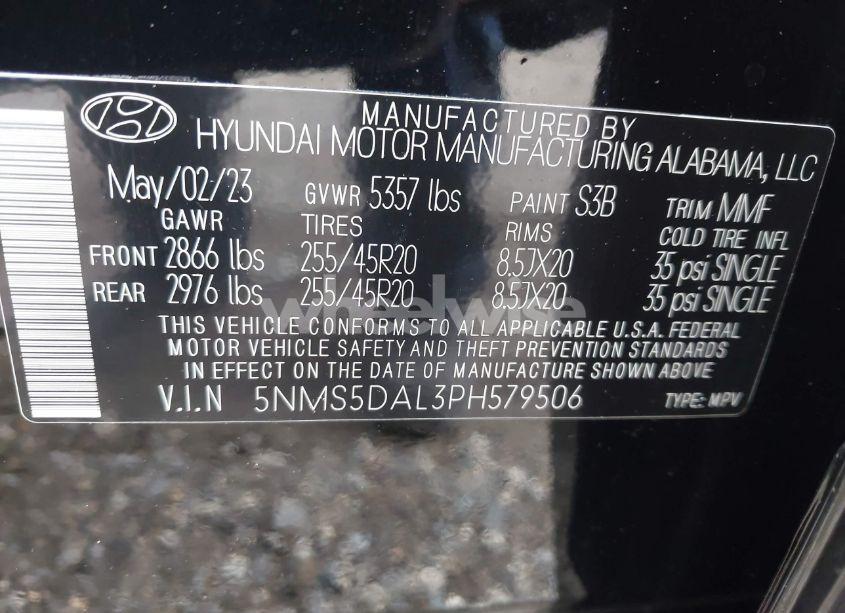 MANUFACTURED BY
HYUNDAI MOTOR MANUFACTURING ALABAMA, LLC
May/02/23 GVWR 5357 lbs PAINT S3B TRIM MMF
GAWR TIRES RIMS COLD TIRE INFL
FRONT 2866 lbs 255/45R20 8.5JX20 35 psi SINGLE
REAR 2976 lbs 255/45R20 8.5JX20 35 psi SINGLE
wheelwise
THIS VEHICLE CONFORMS TO ALL APPLICABLE U.S.A. FEDERAL
MOTOR VEHICLE SAFETY AND THEFT PREVENTION STANDARDS
IN EFFECT ON THE DATE OF MANUFACTURE SHOWN ABOVE.
V.I.N 5NMS5DAL3PH579506 TYPE: MPV